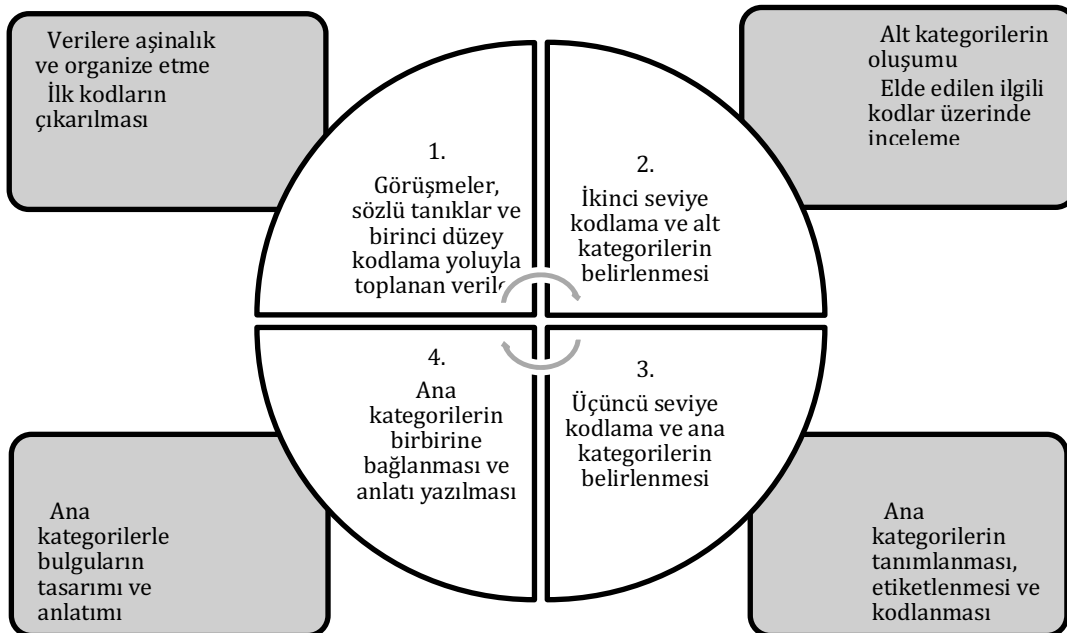 Verilere aşinalık
ve organize etme
İlk kodların
çıkarılması
Alt kategorilerin
oluşumu
Elde edilen ilgili
kodlar üzerinde
inceleme
1.
Görüşmeler,
sözlü tanıklar ve
birinci düzey
kodlama yoluyla
toplanan
2.
İkinci seviye
kodlama ve alt
kategorilerin
belirlenmesi
4.
Ana
kategorilerin
birbirine
bağlanması ve
anlatı yazılması
3.
Üçüncü seviye
kodlama ve ana
kategorilerin
belirlenmesi
Ana
kategorilerle
bulguların
tasarımı ve
anlatımı
Ana
kategorilerin
tanımlanması,
etiketlenmesi ve
kodlanması